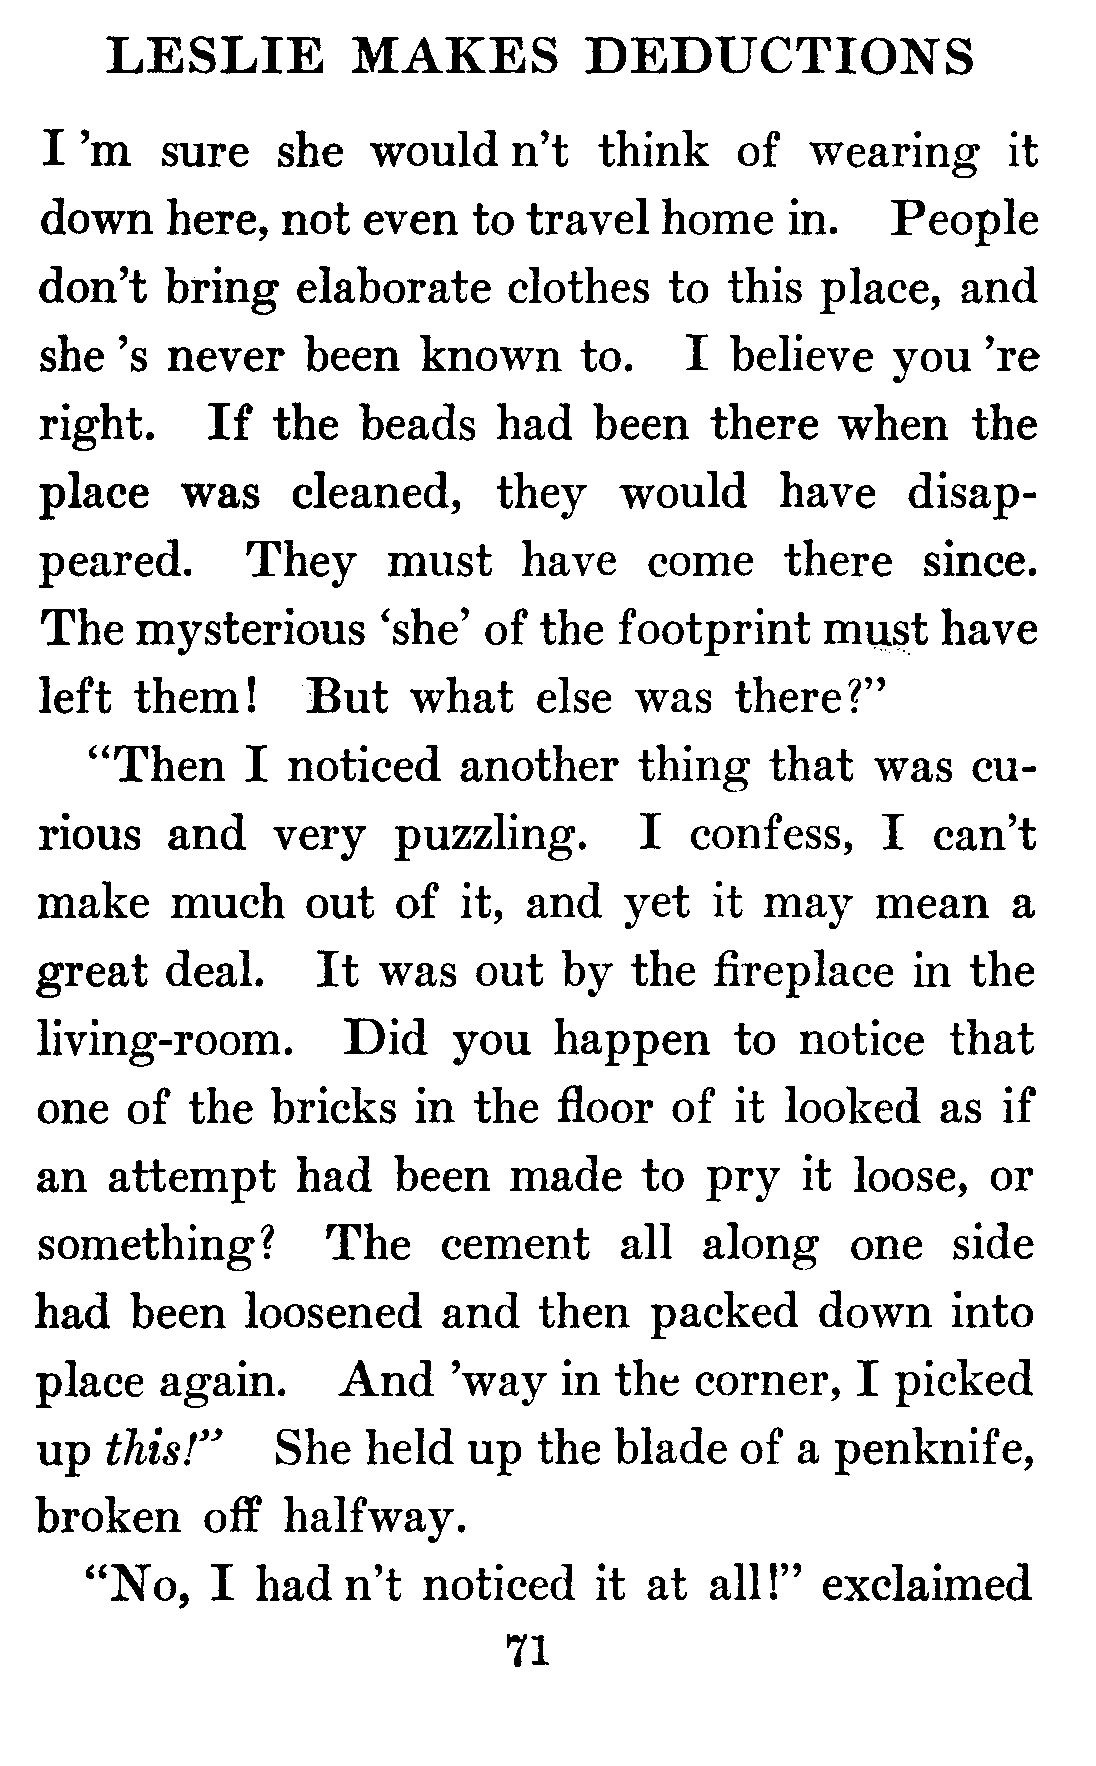 LESLIE MAKES DEDUCTIONS
I 'm sure she would n't think of wearing it
down here, not even to travel home in. People
don't bring elaborate clothes to this place, and
she 's never been known to. I believe you 're
right. If the beads had been there when the
place was cleaned, they would have disap-
peared. They must have come there since.
The mysterious ‘she’ of the footprint must have
left them! But what else was there?”
“Then I noticed another thing that was cu-
rious and very puzzling. I confess, I can't
make much out of it, and yet it may mean a
great deal. It was out by the fireplace in the
living-room. Did you happen to notice that
one of the bricks in the floor of it looked as if
an attempt had been made to pry it loose, or
something? The cement all along one side
had been loosened and then packed down into
place again. And 'way in the corner, I picked
up this!” She held up the blade of a penknife,
broken off halfway.
“No, I had n't noticed it at all!” exclaimed
71